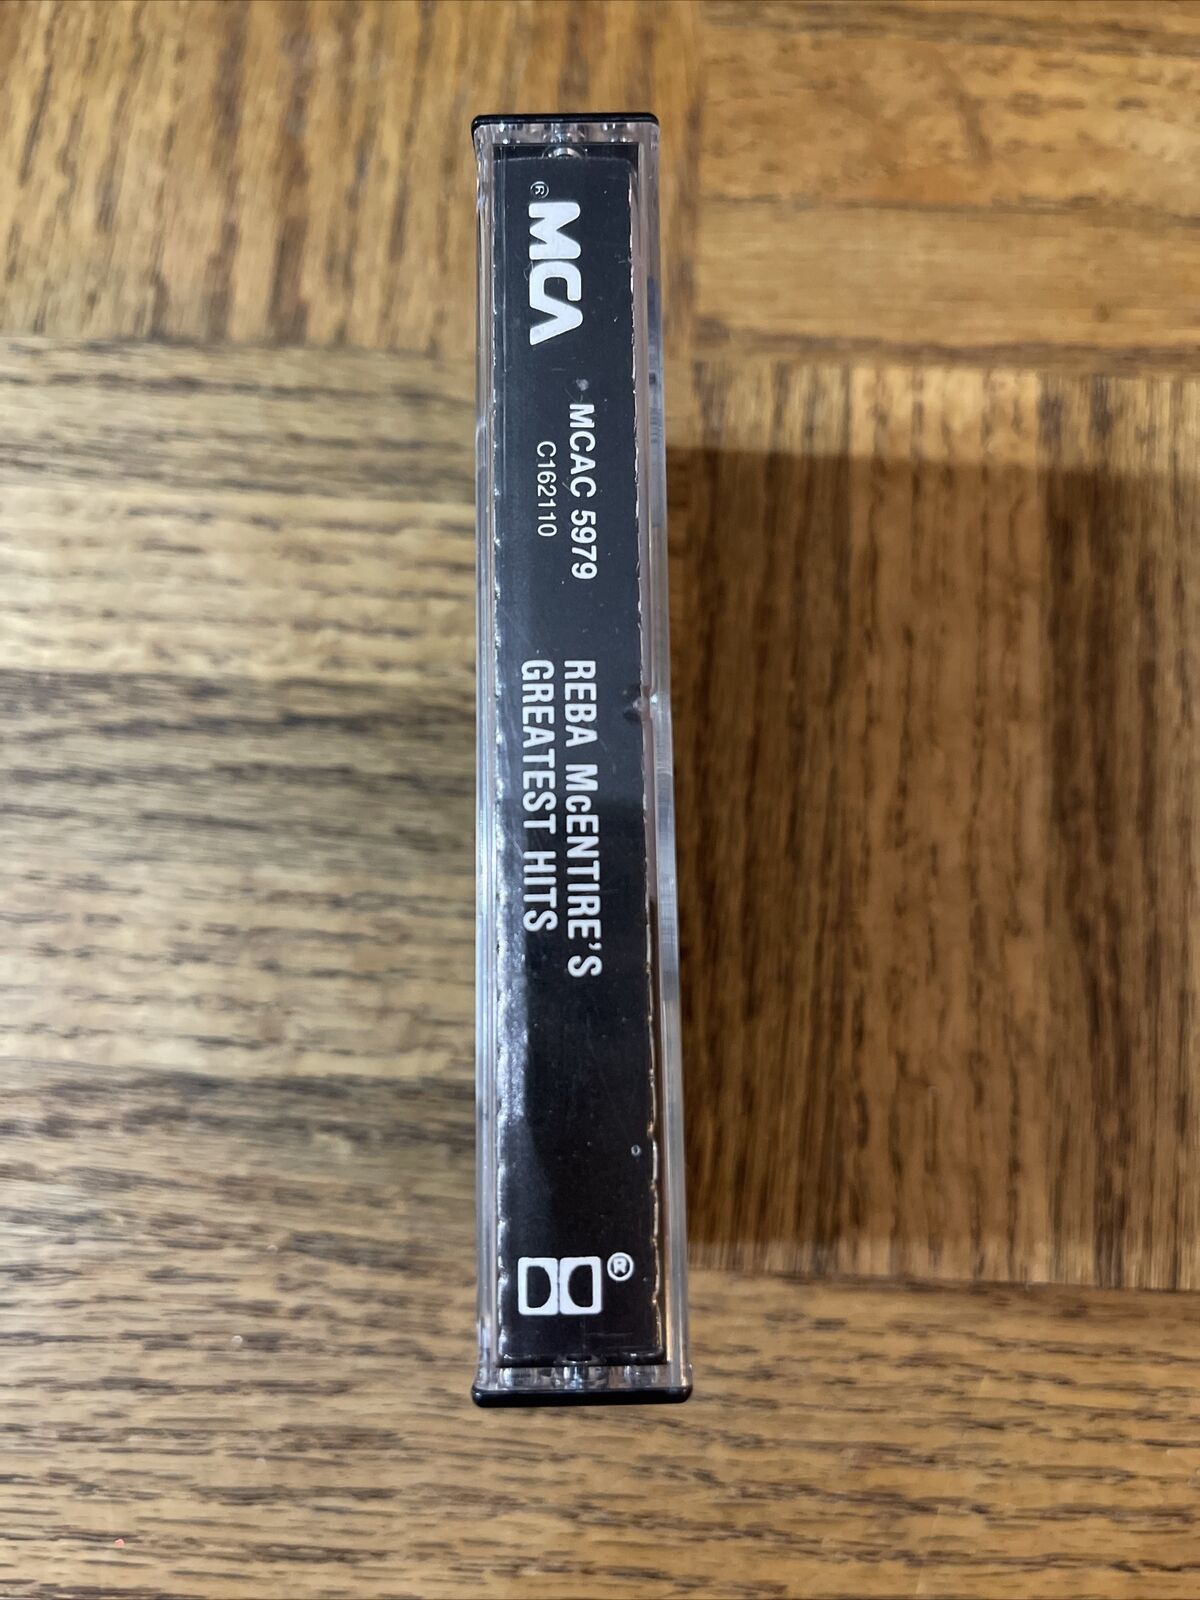 MCA®
MCAC 5979
C162110
REBA McENTIRE'S
GREATEST HITS
®